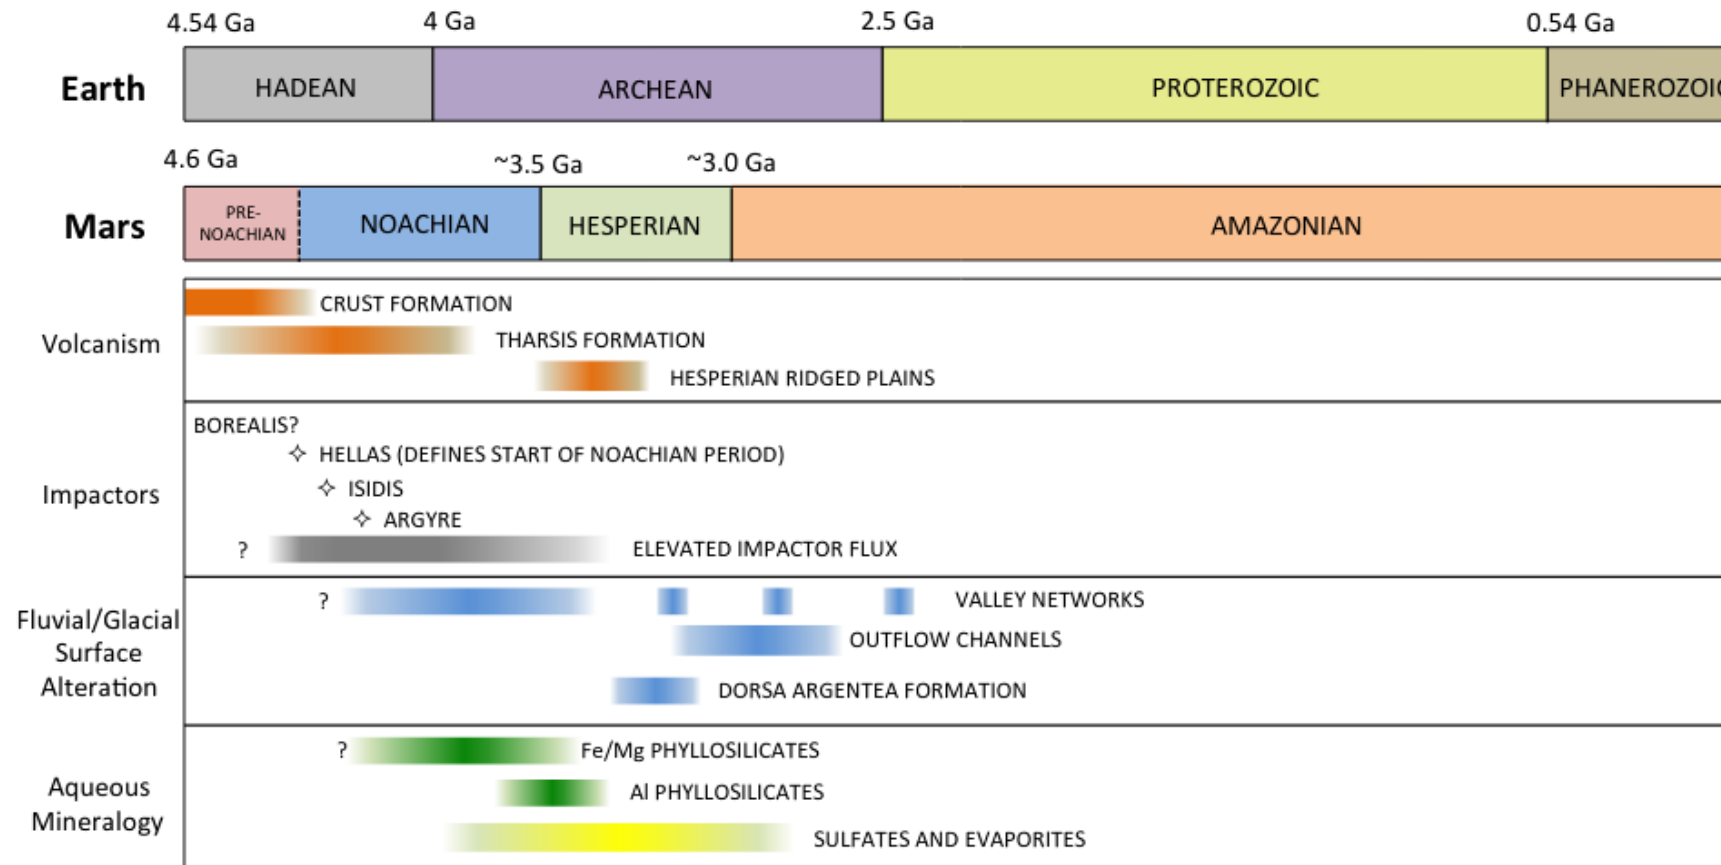 4.54 Ga 4 Ga 2.5 Ga 0.54 Ga
Earth HADEAN ARCHEAN PROTEROZOIC PHANEROZOIC
4.6 Ga ~3.5 Ga ~3.0 Ga
Mars PRE-
NOACHIAN NOACHIAN HESPERIAN AMAZONIAN
Volcanism
CRUST FORMATION
THARSIS FORMATION
HESPERIAN RIDGED PLAINS
Impactors
BOREALIS?
HELLAS (DEFINES START OF NOACHIAN PERIOD)
ISIDIS
ARGYRE
? ELEVATED IMPACTOR FLUX
Fluvial/Glacial
Surface
Alteration
? VALLEY NETWORKS
OUTFLOW CHANNELS
DORSA ARGENTEA FORMATION
Aqueous
Mineralogy
? Fe/Mg PHYLLOSILICATES
Al PHYLLOSILICATES
SULFATES AND EVAPORITES